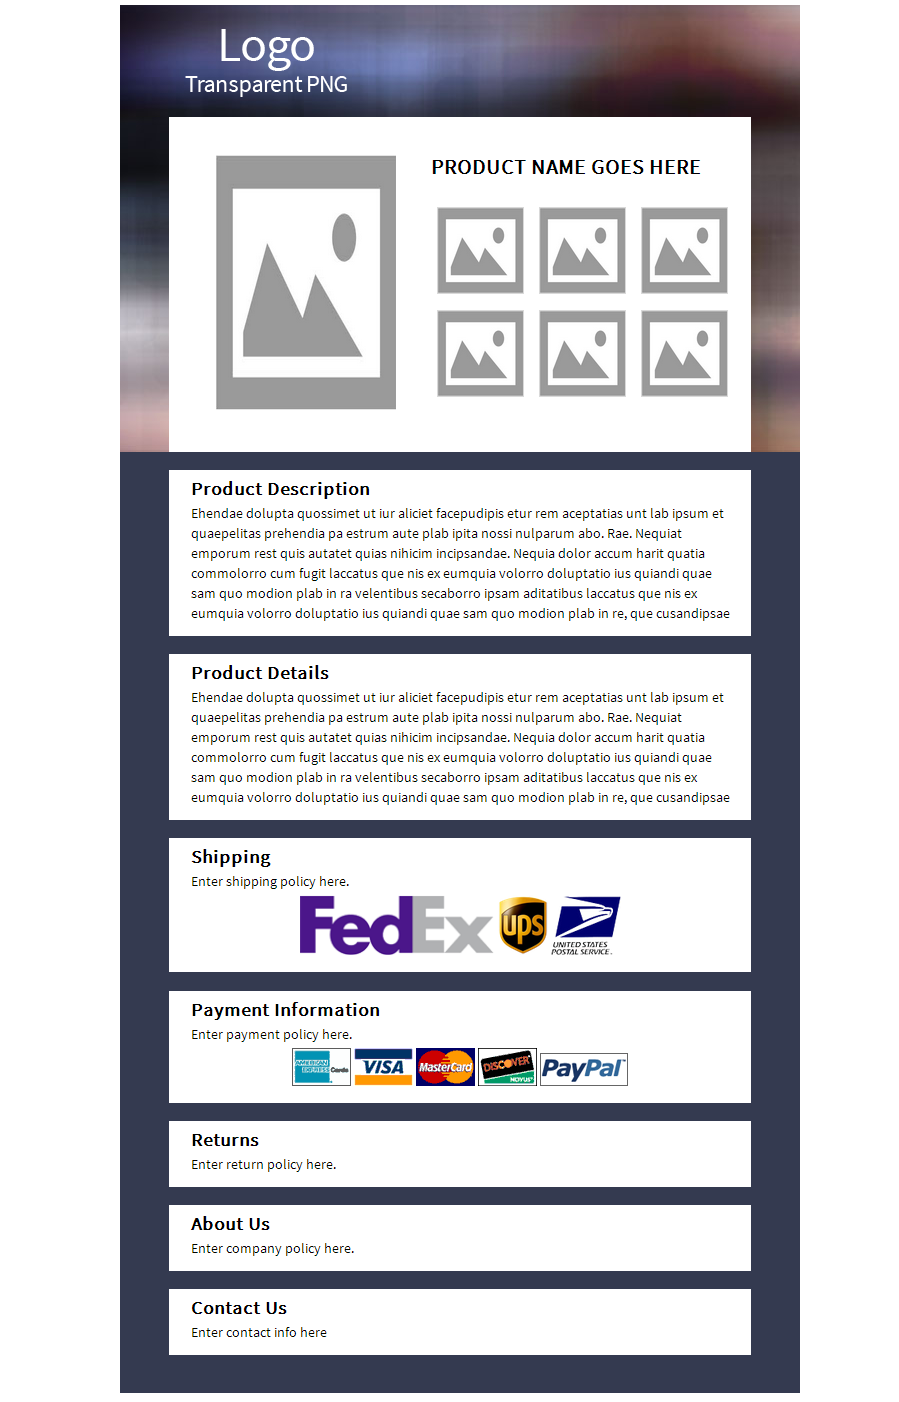 Logo
Transparent PNG
PRODUCT NAME GOES HERE
Product Description
Ehendae dolupta quossimet ut iur aliciet facepudipis etur rem aceptatias unt lab ipsum et
quaepelitas prehendia pa estrum aute plab ipita nossi nulparum abo. Rae. Nequiat
emporum rest quis autatet quias nihicim incipsandae. Nequia dolor accum harit quatia
commolorro cum fugit laccatus que nis ex eumquia volorro doluptatio ius quiandi quae
sam quo modion plab in ra velentibus secaborro ipsam aditatibus laccatus que nis ex
eumquia volorro doluptatio ius quiandi quae sam quo modion plab in re, que cusandipsae
Product Details
Ehendae dolupta quossimet ut iur aliciet facepudipis etur rem aceptatias unt lab ipsum et
quaepelitas prehendia pa estrum aute plab ipita nossi nulparum abo. Rae. Nequiat
emporum rest quis autatet quias nihicim incipsandae. Nequia dolor accum harit quatia
commolorro cum fugit laccatus que nis ex eumquia volorro doluptatio ius quiandi quae
sam quo modion plab in ra velentibus secaborro ipsam aditatibus laccatus que nis ex
eumquia volorro doluptatio ius quiandi quae sam quo modion plab in re, que cusandipsae
Shipping
Enter shipping policy here.
FedEx ups UNITED STATES
POSTAL SERVICE.
Payment Information
Enter payment policy here.
AMERICAN EXPRESS Cards VISA MasterCard DISCOVER NOVUS PayPal
Returns
Enter return policy here.
About Us
Enter company policy here.
Contact Us
Enter contact info here